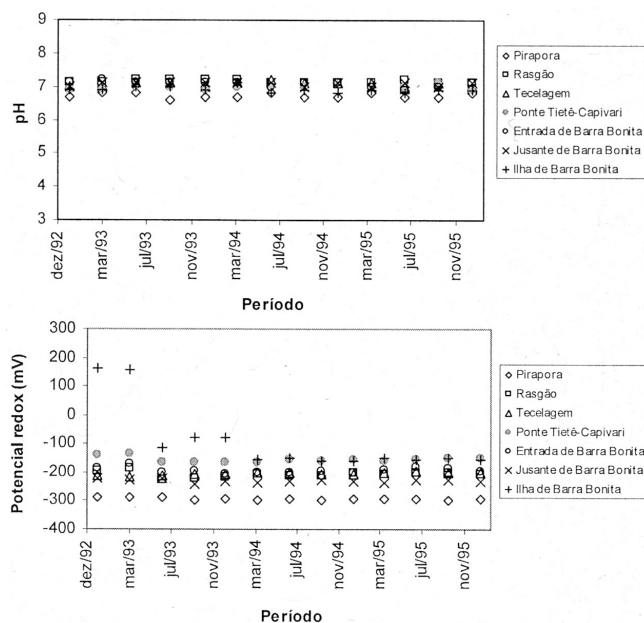 9
8
7
6
5
4
3
pH
dez/92
mar/93
jul/93
nov/93
mar/94
jul/94
nov/94
mar/95
jul/95
nov/95
Período
Pirapora
Rasgão
Tecelagem
Ponte Tietê-Capivari
Entrada de Barra Bonita
Jusante de Barra Bonita
Ilha de Barra Bonita
300
200
100
0
-100
-200
-300
-400
Potencial redox (mV)
dez/92
mar/93
jul/93
nov/93
mar/94
jul/94
nov/94
mar/95
jul/95
nov/95
Período
Pirapora
Rasgão
Tecelagem
Ponte Tietê-Capivari
Entrada de Barra Bonita
Jusante de Barra Bonita
Ilha de Barra Bonita